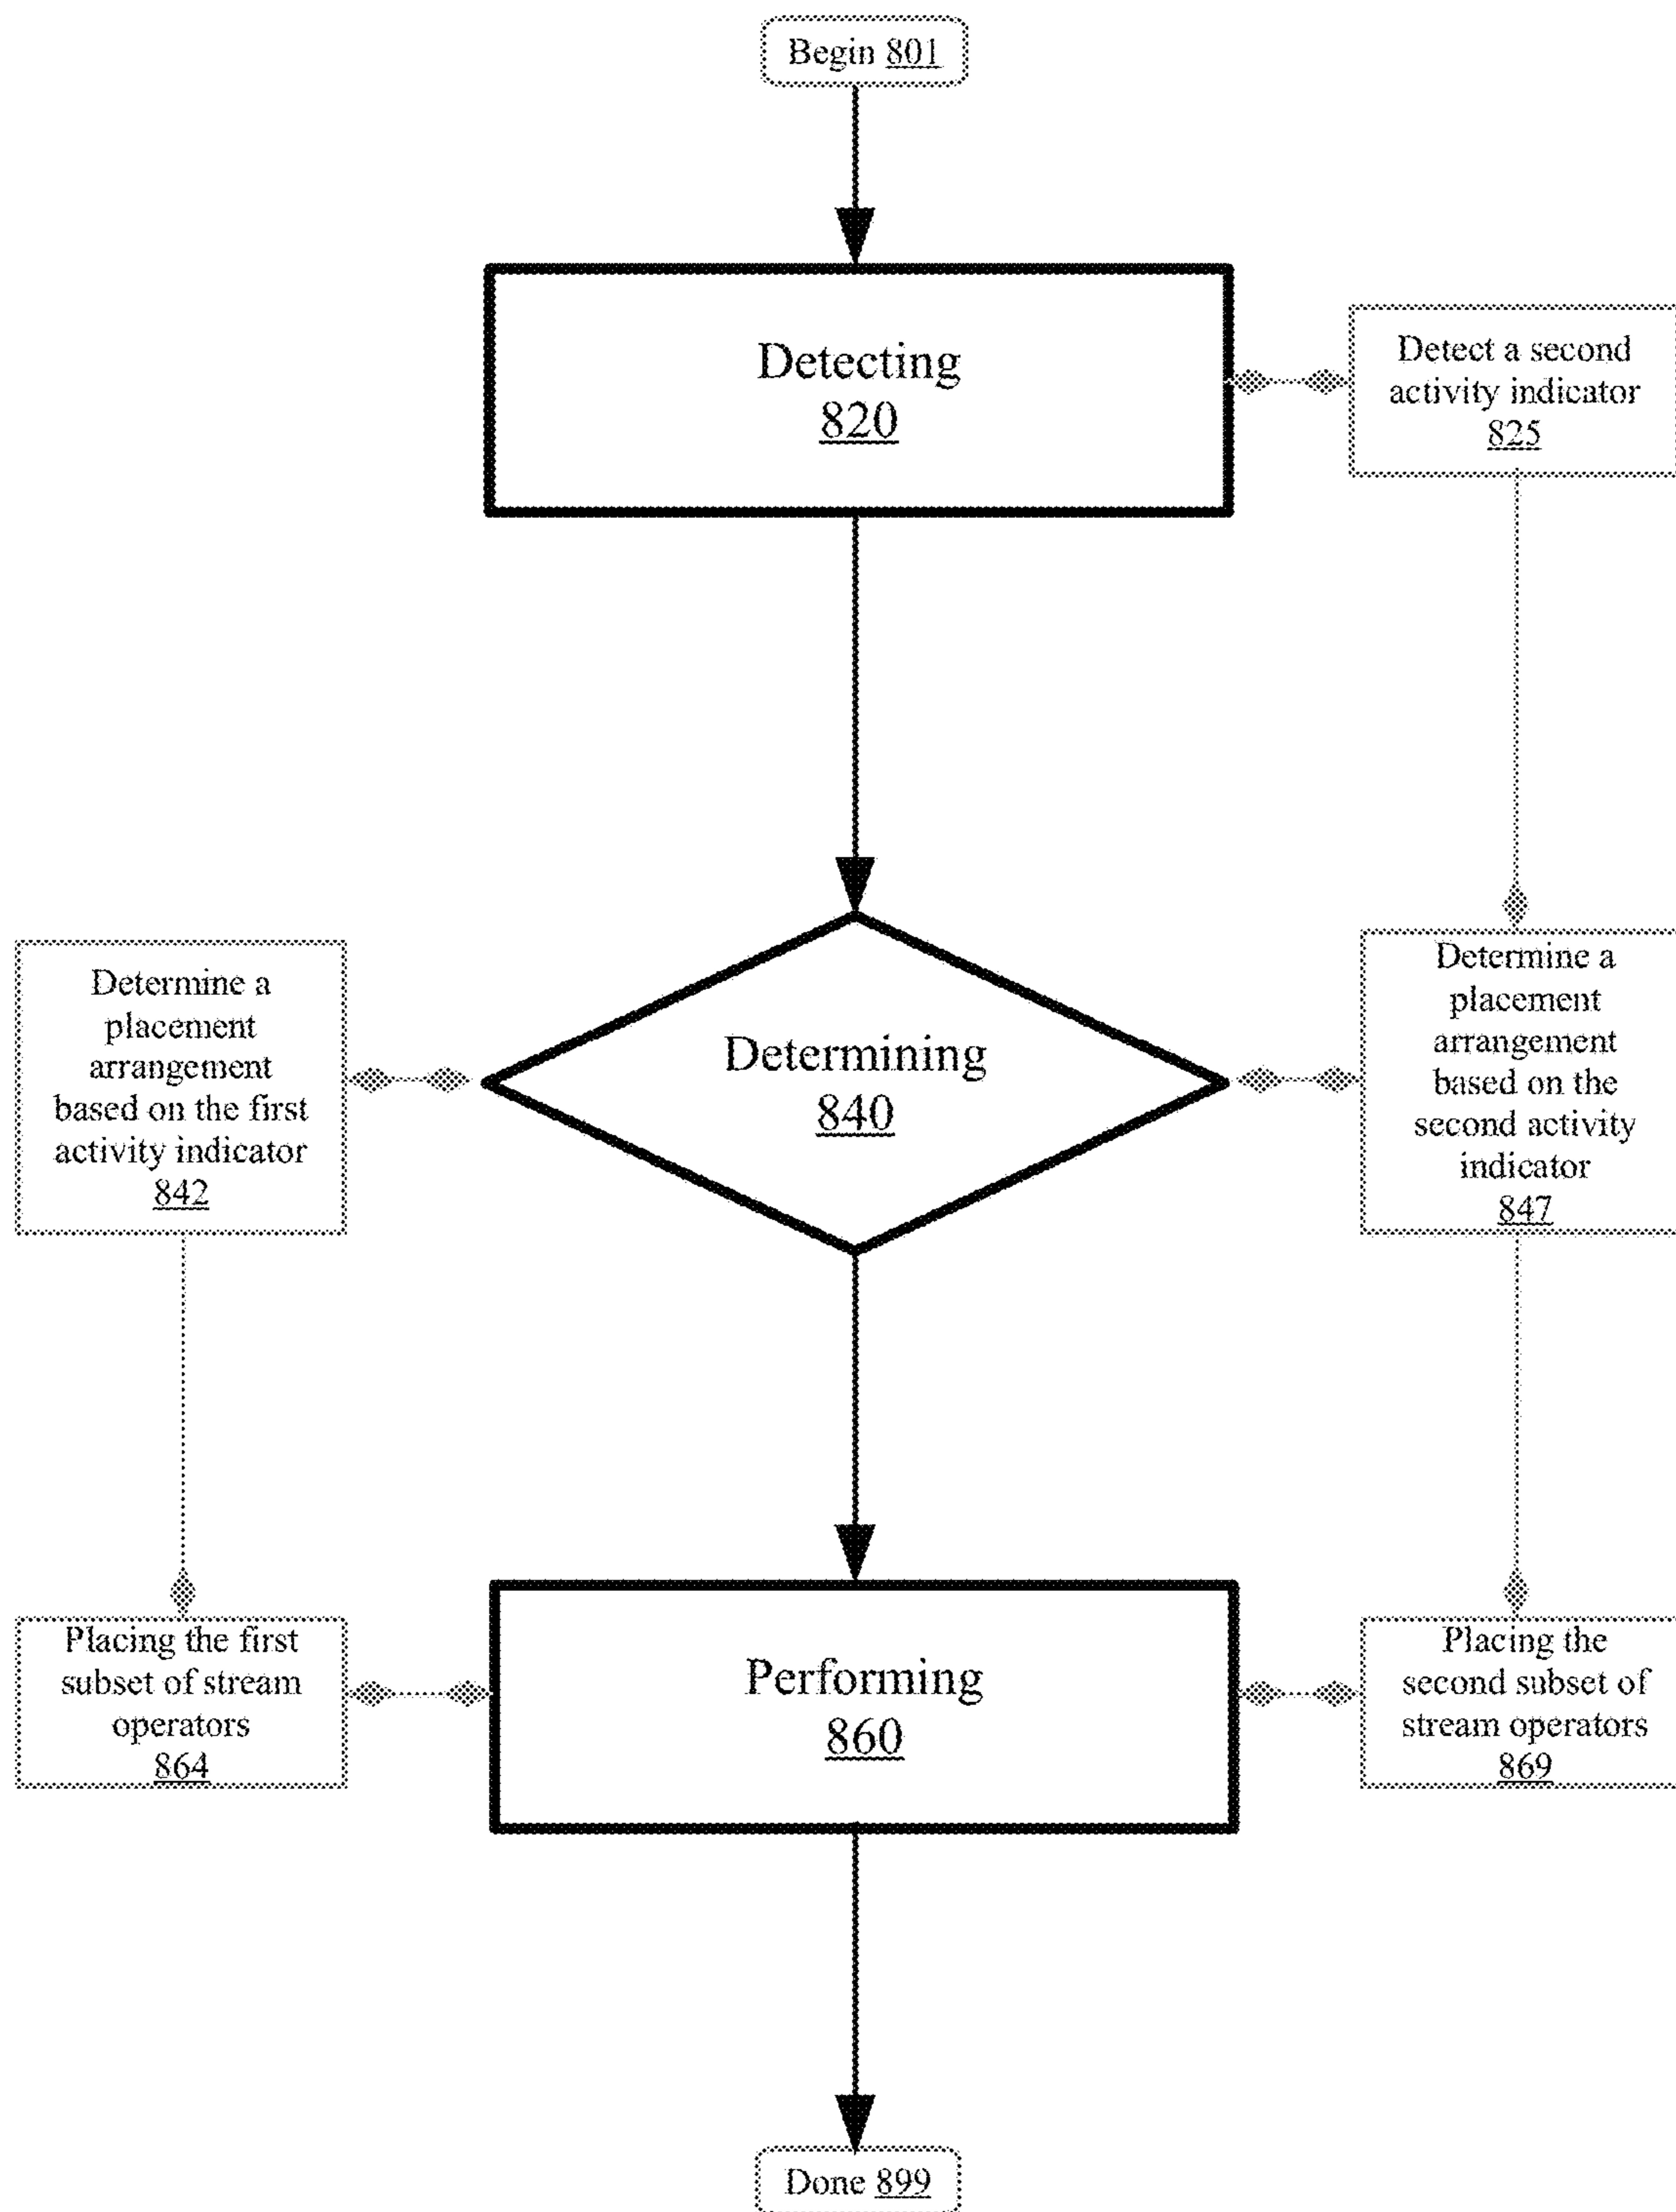 Begin 801
Detecting
820
Detect a second
activity indicator
825
Determine a
placement
arrangement
based on the first
activity indicator
842
Determining
840
Determine a
placement
arrangement
based on the
second activity
indicator
847
Placing the first
subset of stream
operators
864
Performing
860
Placing the
second subset of
stream operators
869
Done 899